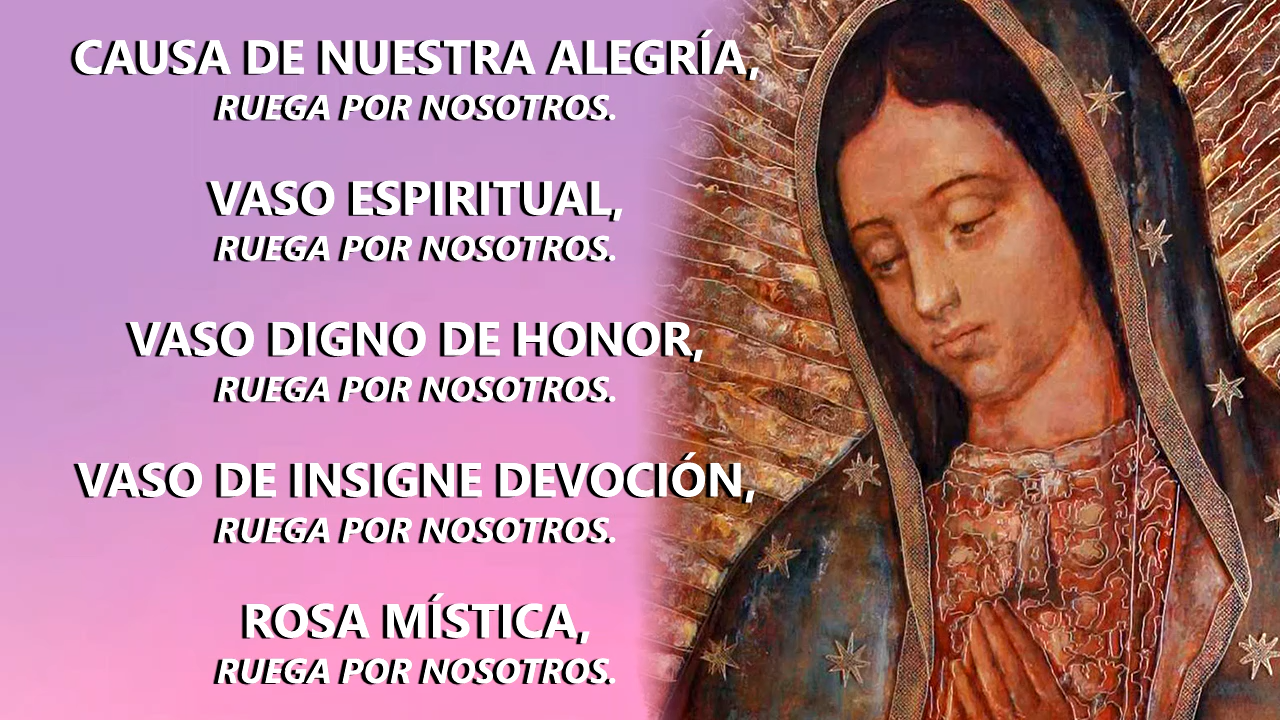 CAUSA DE NUESTRA ALEGRÍA,
RUEGA POR NOSOTROS.
VASO ESPIRITUAL,
RUEGA POR NOSOTROS.
VASO DIGNO DE HONOR,
RUEGA POR NOSOTROS.
VASO DE INSIGNE DEVOCIÓN,
RUEGA POR NOSOTROS.
ROSA MÍSTICA,
RUEGA POR NOSOTROS.